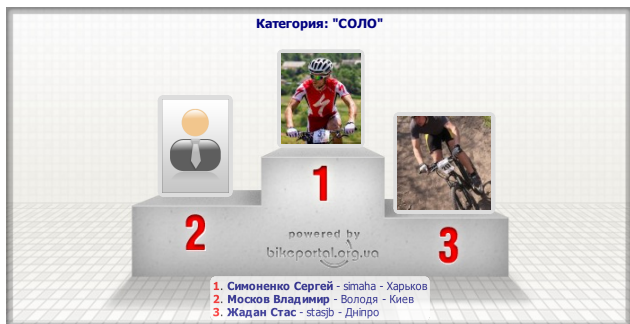 Категория: "СОЛО"
1
2
3
powered by
bikeportal.org.ua
1. Симоненко Сергей - simaha - Харьков
2. Москов Владимир - Володя - Киев
3. Жадан Стас - stasjb - Дніпро